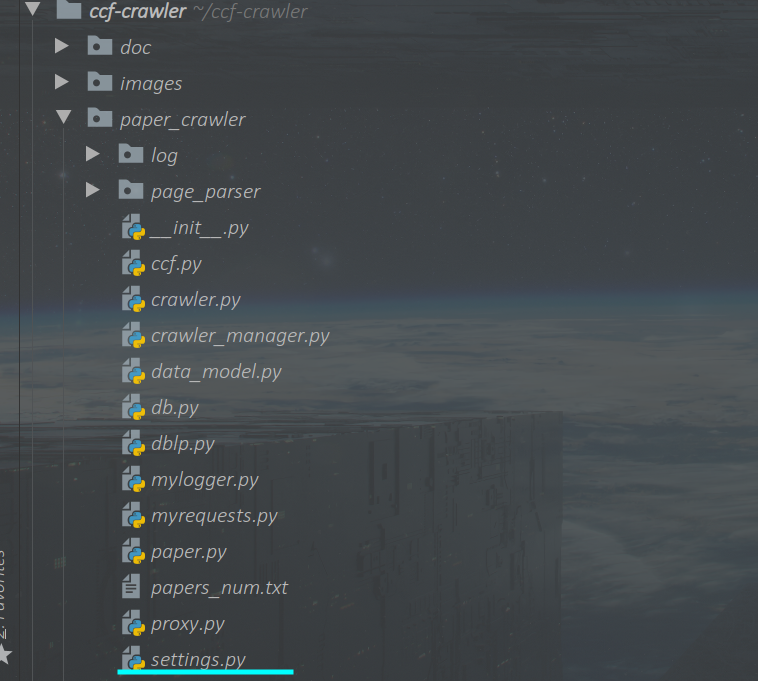 ccf-crawler ~/ccf-crawler
doc
images
paper_crawler
log
page_parser
__init__.py
ccf.py
crawler.py
crawler_manager.py
data_model.py
db.py
dblp.py
mylogger.py
myrequests.py
paper.py
papers_num.txt
proxy.py
settings.py
2: Favorites